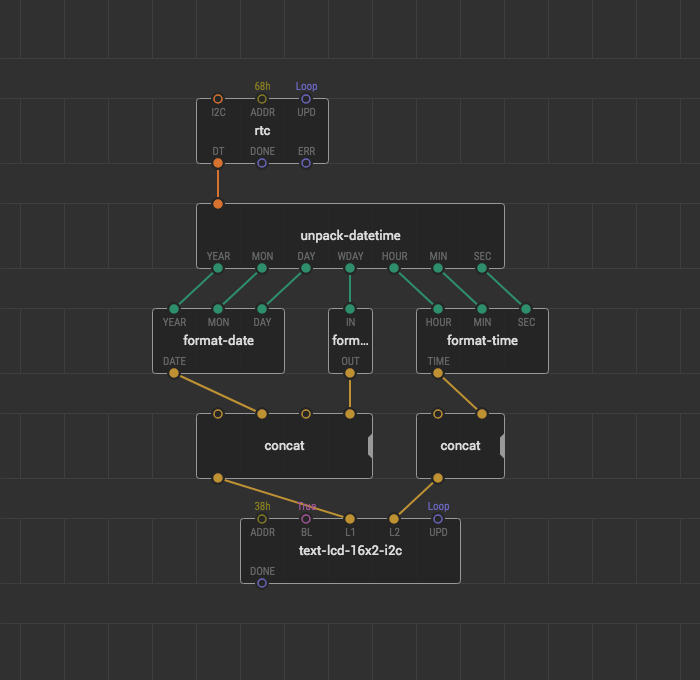 68h Loop
I2C ADDR UPD
rtc
DT DONE ERR
unpack-datetime
YEAR MON DAY WDAY HOUR MIN SEC
YEAR MON DAY IN HOUR MIN SEC
format-date form... format-time
DATE OUT TIME
concat concat
38h True Loop
ADDR BL L1 L2 UPD
text-lcd-16x2-i2c
DONE